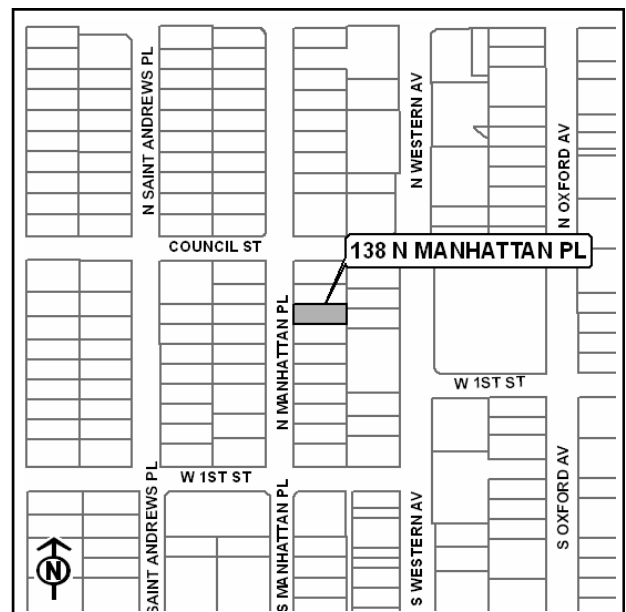 N SAINT ANDREWS PL
N WESTERN AV
N OXFORD AV
COUNCIL ST
138 N MANHATTAN PL
N MANHATTAN PL
W 1ST ST
W 1ST ST
SAINT ANDREWS PL
S MANHATTAN PL
S WESTERN AV
S OXFORD AV
N